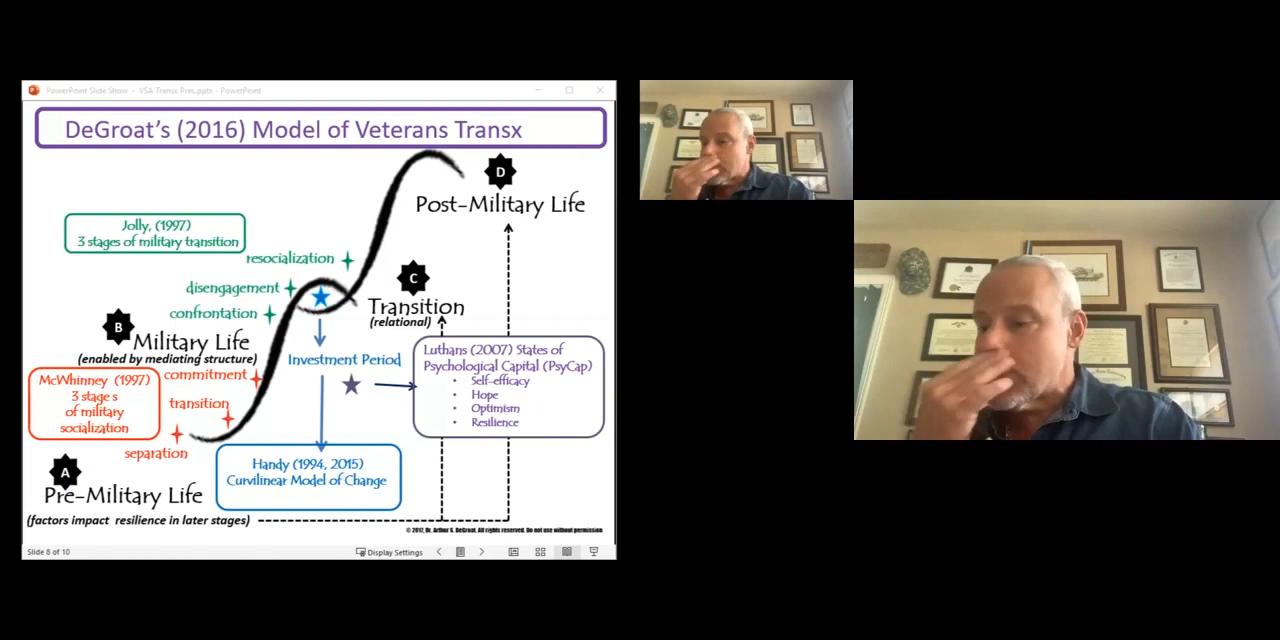 PowerPoint Slide Show - VSA Transx Pres.pptx - PowerPoint
DeGroat's (2016) Model of Veterans Transx
D
Post-Military Life
Jolly, (1997)
3 stages of military transition
resocialization
disengagement
confrontation
C
Transition
(relational)
B
Military Life
(enabled by mediating structure)
Investment Period
McWhinney (1997)
3 stage s
of military
socialization
commitment
transition
separation
Luthans (2007) States of
Psychological Capital (PsyCap)
• Self-efficacy
• Hope
• Optimism
• Resilience
Handy (1994, 2015)
Curvilinear Model of Change
A
Pre-Military Life
(factors impact resilience in later stages)
© 2017, Dr. Arthur S. DeGroat. All rights reserved. Do not use without permission
Slide 8 of 10
Display Settings